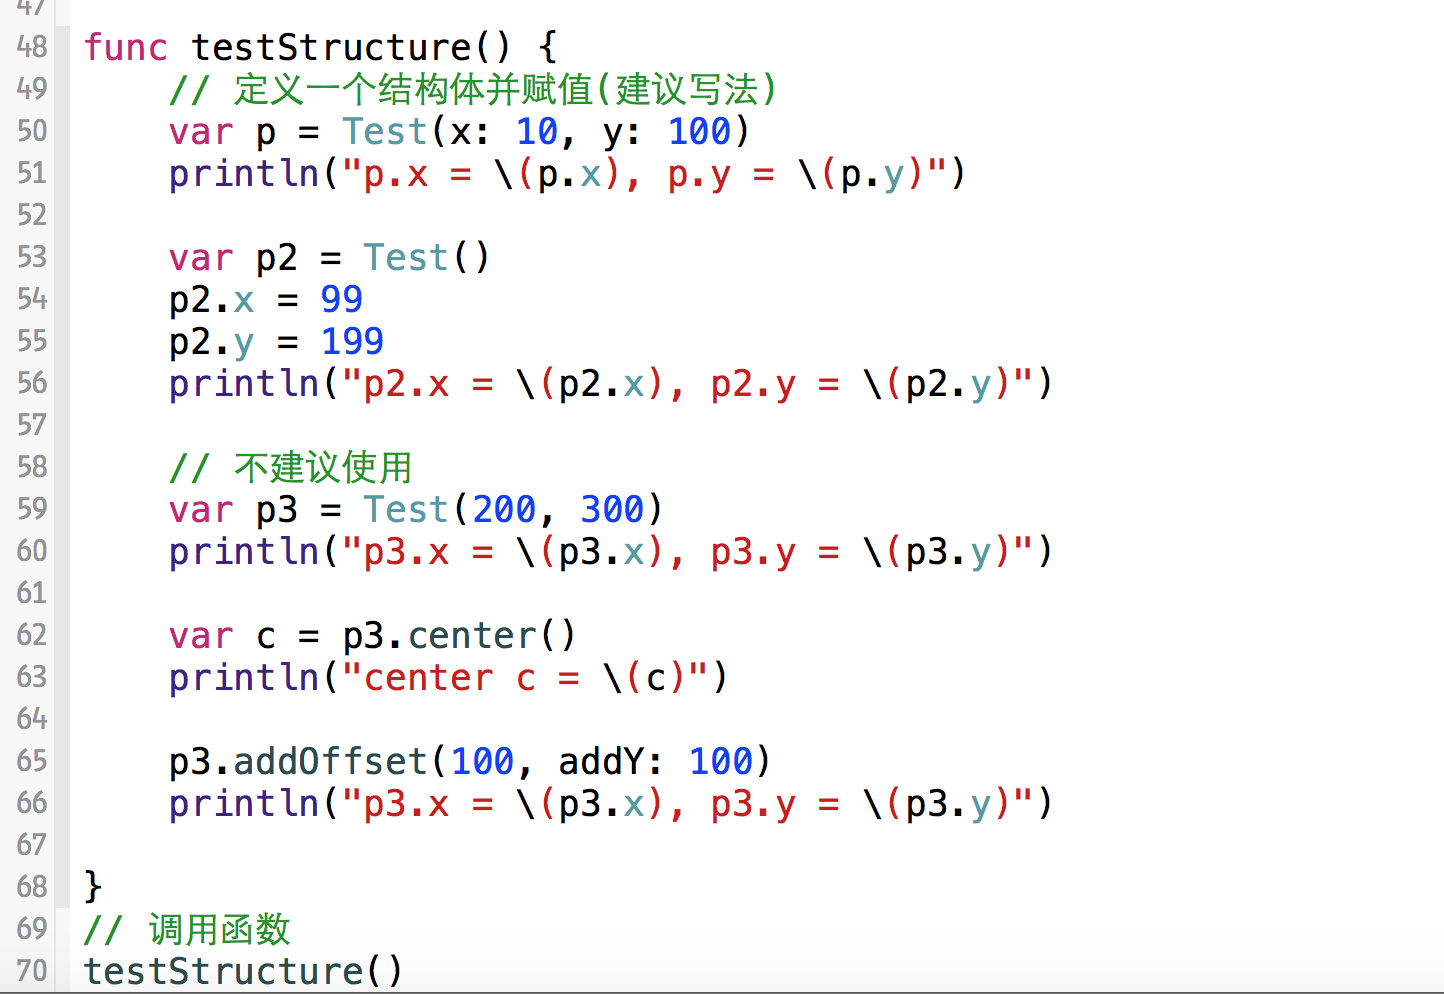 47
48 func testStructure() {
49     // 定义一个结构体并赋值(建议写法)
50     var p = Test(x: 10, y: 100)
51     println("p.x = \(p.x), p.y = \(p.y)")
52
53     var p2 = Test()
54     p2.x = 99
55     p2.y = 199
56     println("p2.x = \(p2.x), p2.y = \(p2.y)")
57
58     // 不建议使用
59     var p3 = Test(200, 300)
60     println("p3.x = \(p3.x), p3.y = \(p3.y)")
61
62     var c = p3.center()
63     println("center c = \(c)")
64
65     p3.addOffset(100, addY: 100)
66     println("p3.x = \(p3.x), p3.y = \(p3.y)")
67
68 }
69 // 调用函数
70 testStructure()